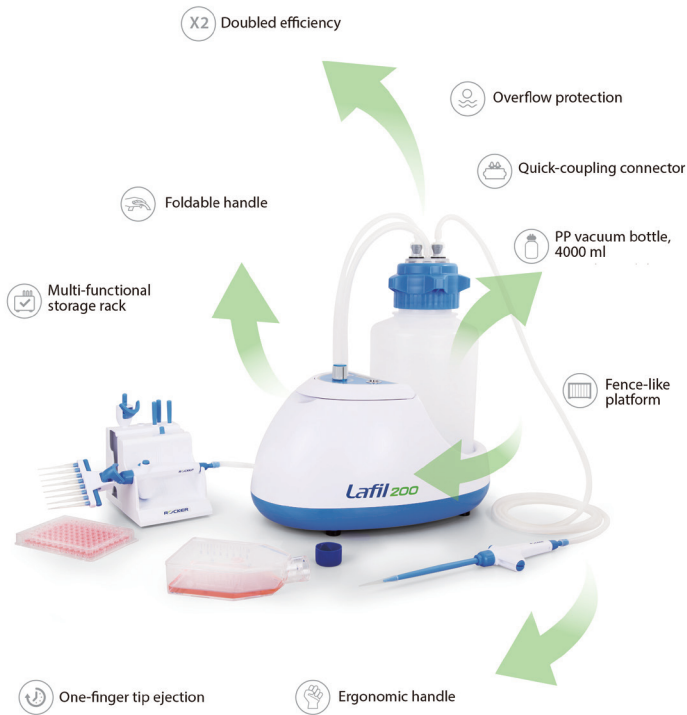 X2 Doubled efficiency
Overflow protection
Quick-coupling connector
Foldable handle
PP vacuum bottle,
4000 ml
Multi-functional
storage rack
Fence-like
platform
Lafil 200
ROCKER
One-finger tip ejection
Ergonomic handle